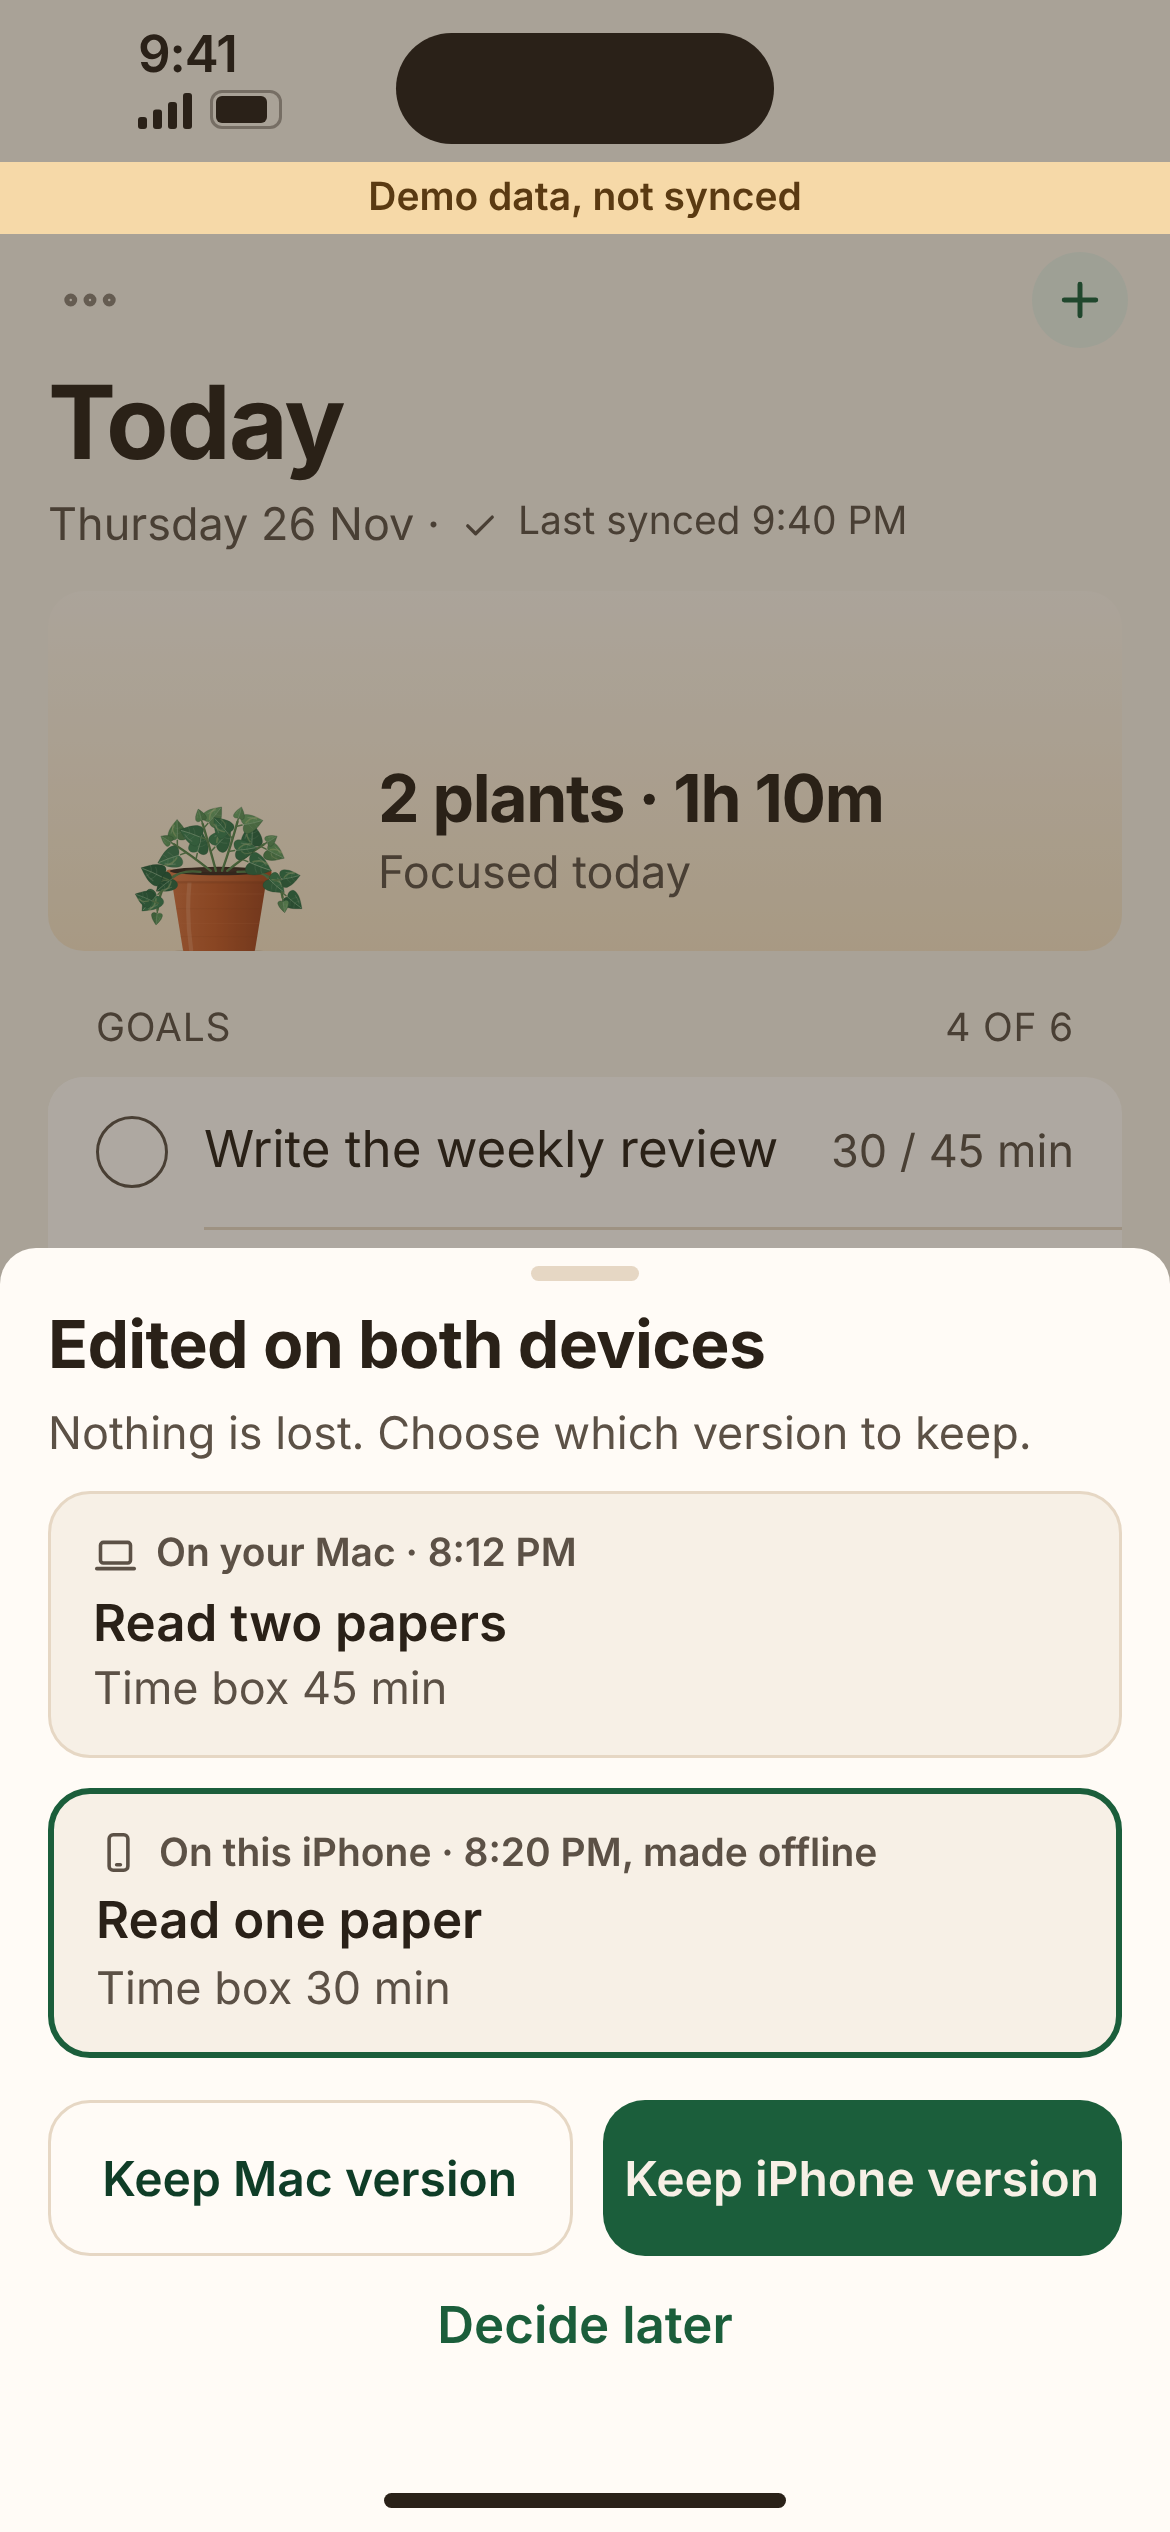 9:41
Demo data, not synced
Today
Thursday 26 Nov · Last synced 9:40 PM
2 plants · 1h 10m
Focused today
GOALS 4 OF 6
Write the weekly review 30 / 45 min
Edited on both devices
Nothing is lost. Choose which version to keep.
On your Mac · 8:12 PM
Read two papers
Time box 45 min
On this iPhone · 8:20 PM, made offline
Read one paper
Time box 30 min
Keep Mac version Keep iPhone version
Decide later